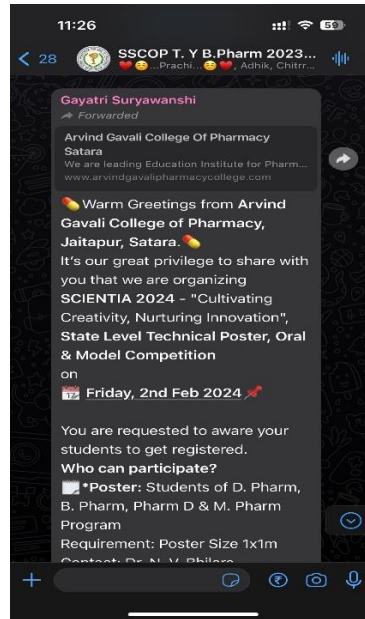 11:26
59
28
SSCOP T. Y B.Pharm 2023...
❤️☺️...Prachi...☺️❤️, Adhik, Chitrr...
Gayatri Suryawanshi
Forwarded
Arvind Gavali College Of Pharmacy
Satara
We are leading Education Institute for Pharm...
www.arvindgavalipharmacycollege.com
💊Warm Greetings from Arvind
Gavali College of Pharmacy,
Jaitapur, Satara.💊
It's our great privilege to share with
you that we are organizing
SCIENTIA 2024 - "Cultivating
Creativity, Nurturing Innovation",
State Level Technical Poster, Oral
& Model Competition
on
📆 Friday, 2nd Feb 2024 📌
You are requested to aware your
students to get registered.
Who can participate?
🗒️*Poster: Students of D. Pharm,
B. Pharm, Pharm D & M. Pharm
Program
Requirement: Poster Size 1x1m
Contact: Dr. N. V. Bhilare